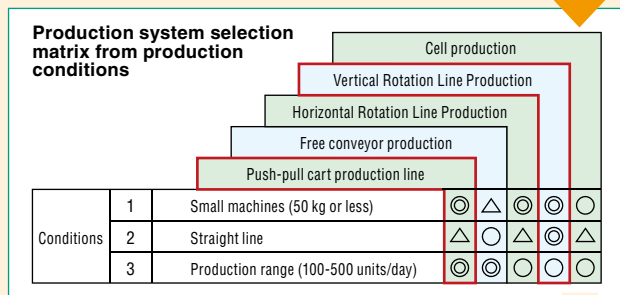 Production system selection
matrix from production
conditions
Cell production
Vertical Rotation Line Production
Horizontal Rotation Line Production
Free conveyor production
Push-pull cart production line
Conditions
1 Small machines (50 kg or less) ◎ △ ◎ ◎ ○
2 Straight line △ ○ △ ◎ △
3 Production range (100-500 units/day) ◎ ◎ ○ ○ ○